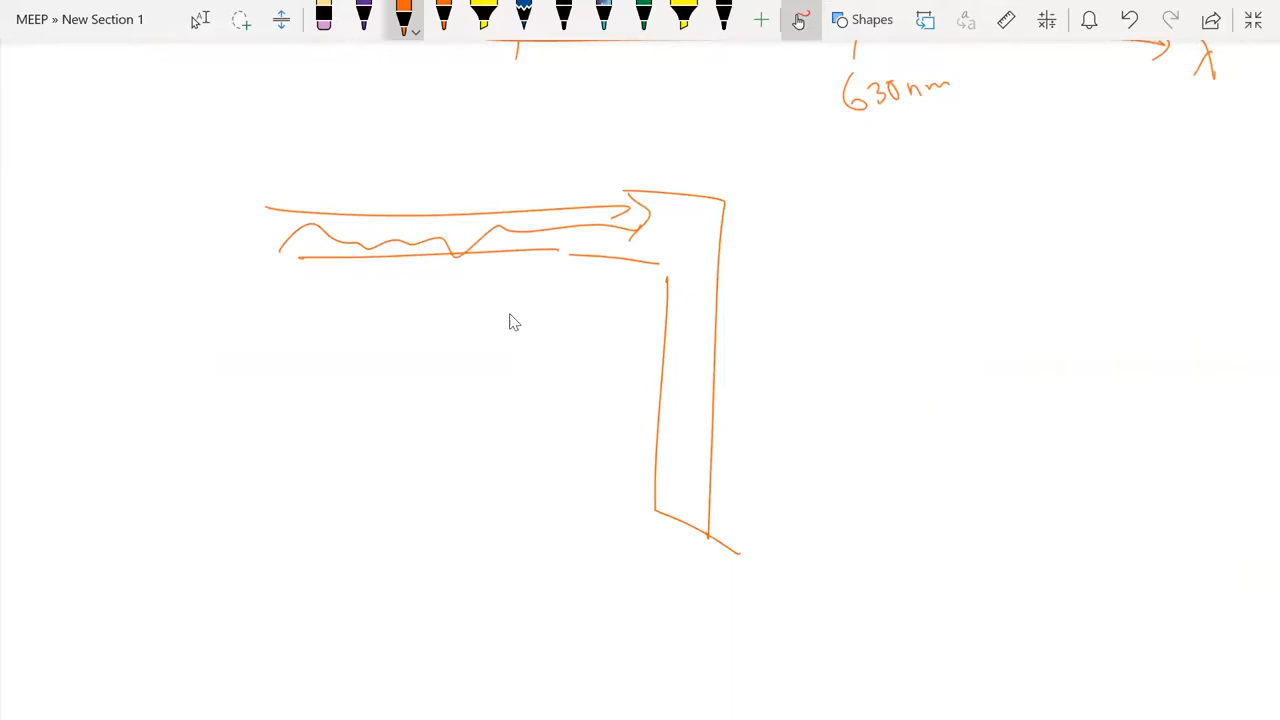 MEEP » New Section 1
Shapes
λ
630nm